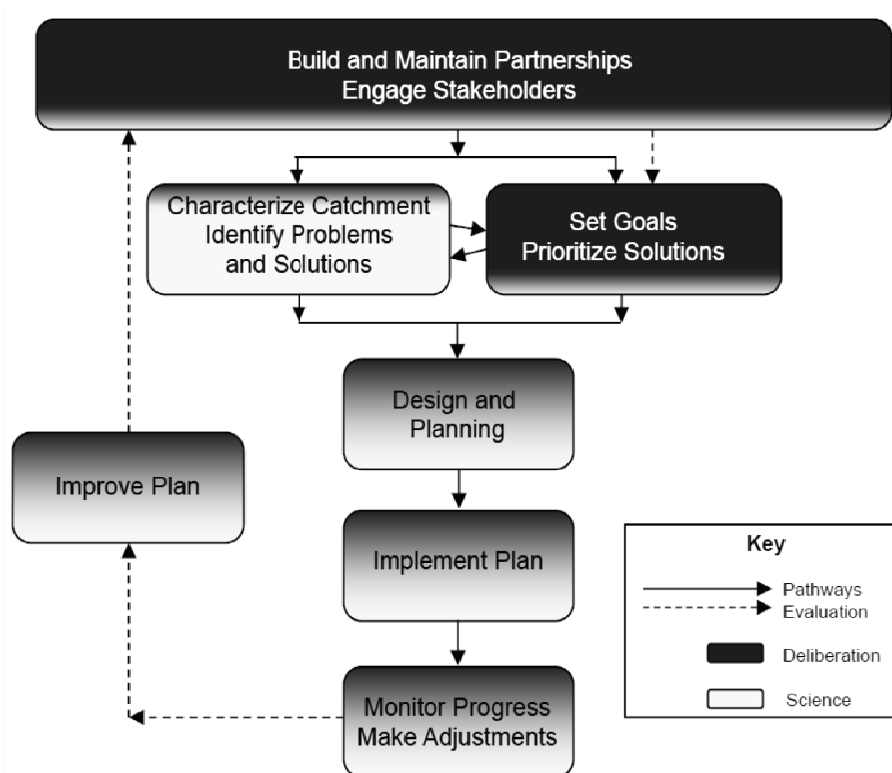 Build and Maintain Partnerships
Engage Stakeholders
Characterize Catchment
Identify Problems
and Solutions
Set Goals
Prioritize Solutions
Design and
Planning
Improve Plan
Implement Plan
Monitor Progress
Make Adjustments
Key
Pathways
Evaluation
Deliberation
Science